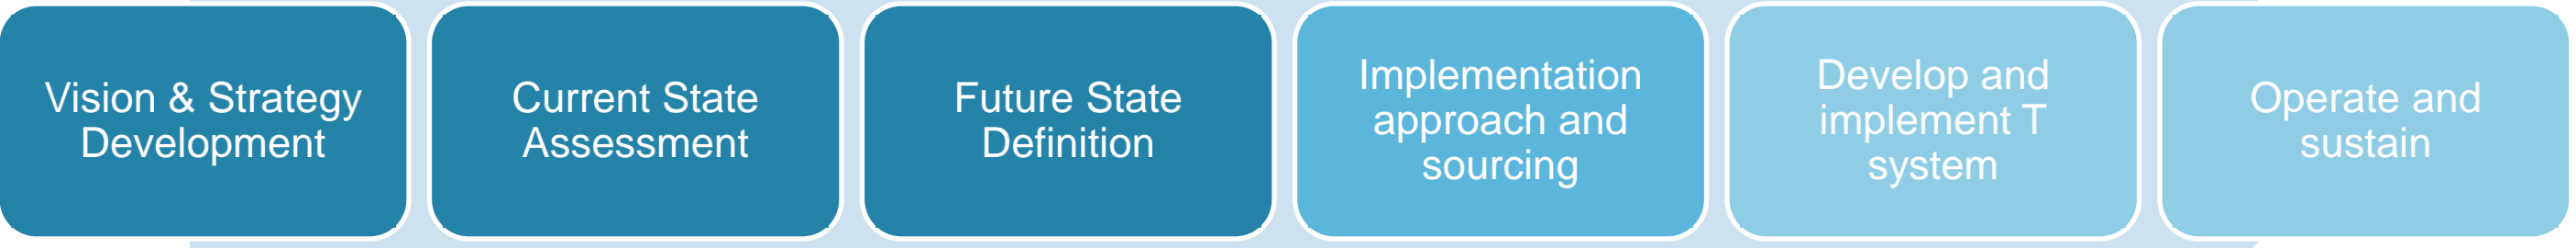 Vision & Strategy
Development
Current State
Assessment
Future State
Definition
Implementation
approach and
sourcing
Develop and
implement T
system
Operate and
sustain